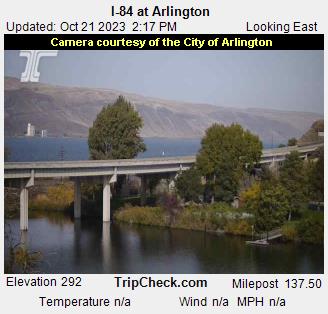 I-84 at Arlington
Updated: Oct 21 2023 2:17 PM Looking East
Camera courtesy of the City of Arlington
Elevation 292 TripCheck.com Milepost 137.50
Temperature n/a Wind n/a MPH n/a